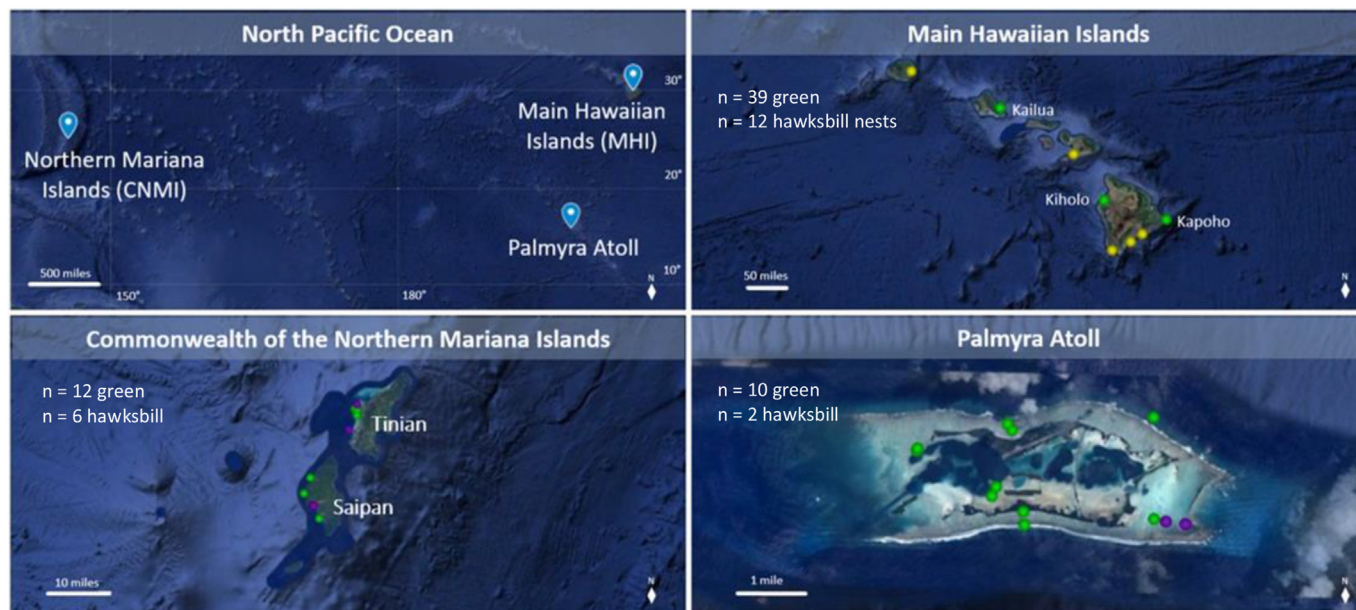 North Pacific Ocean
30°
Main Hawaiian
Islands (MHI)
Northern Mariana
Islands (CNMI)
20°
Palmyra Atoll
500 miles
150°
180°
10°
N
Main Hawaiian Islands
n = 39 green
n = 12 hawksbill nests
Kailua
Kiholo
Kapoho
50 miles
N
Commonwealth of the Northern Mariana Islands
n = 12 green
n = 6 hawksbill
Tinian
Saipan
10 miles
N
Palmyra Atoll
n = 10 green
n = 2 hawksbill
1 mile
N